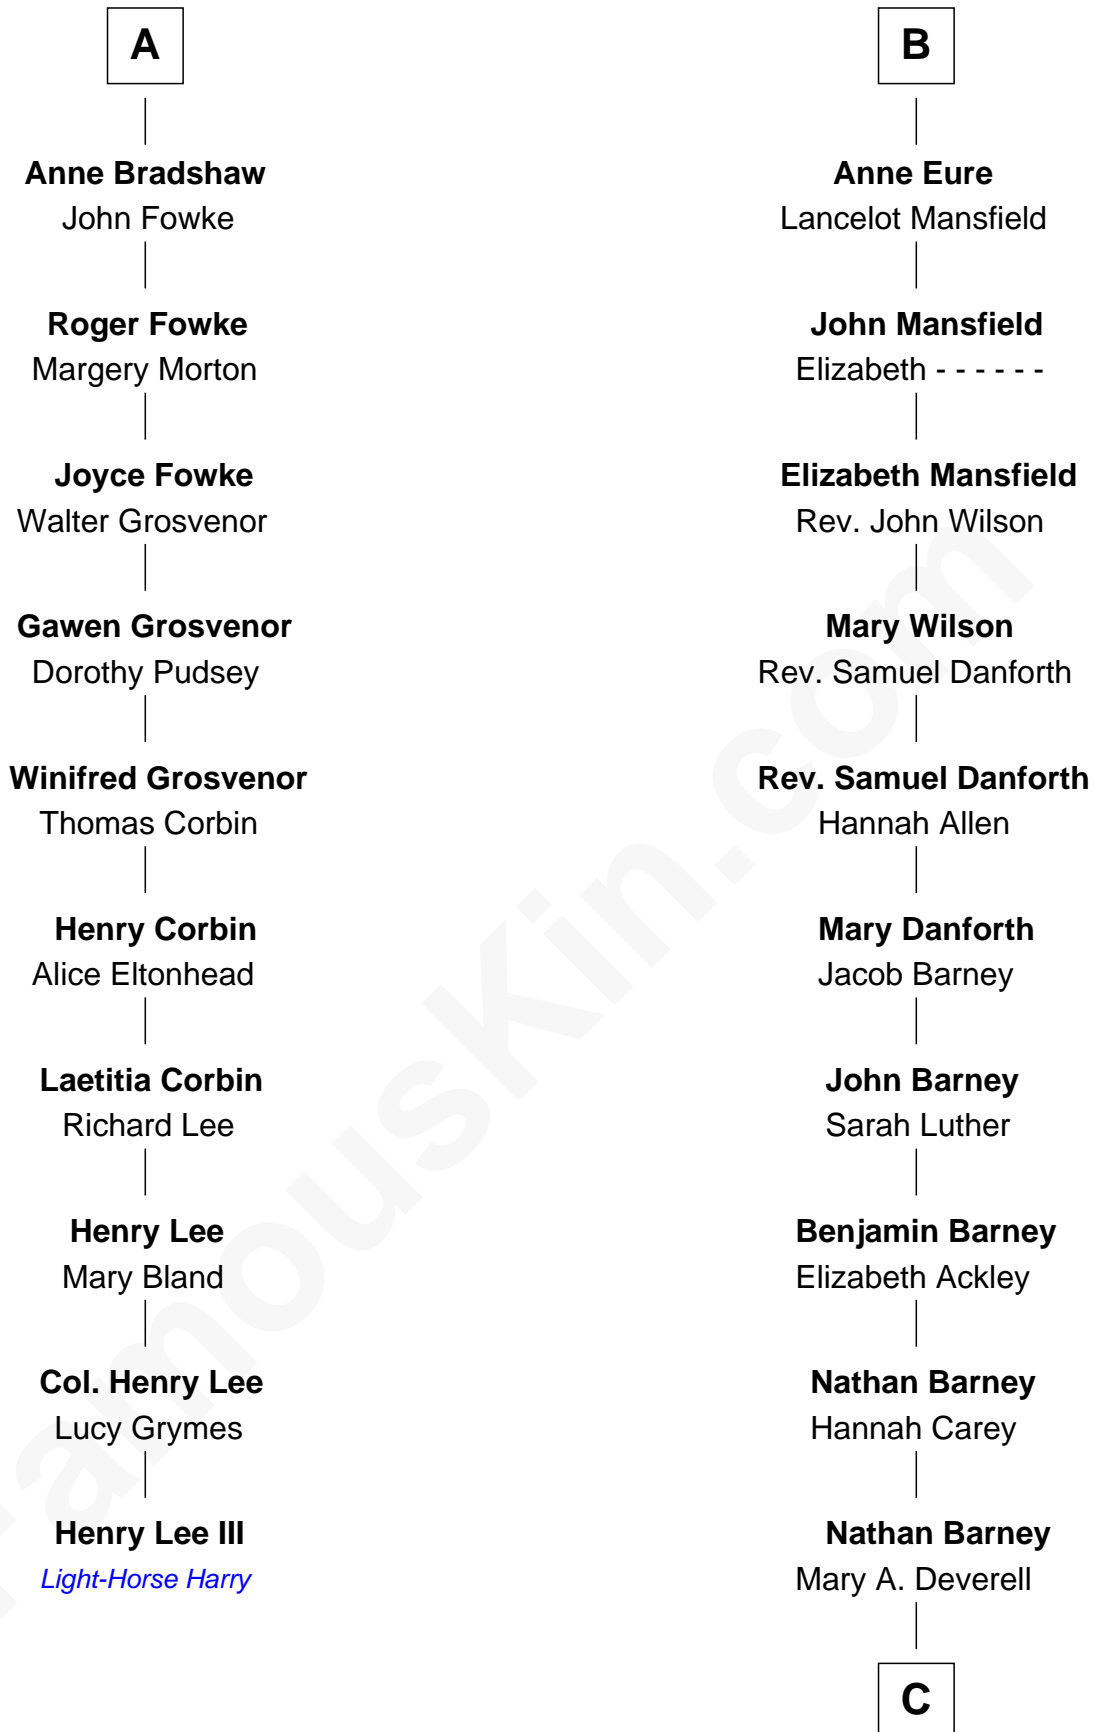 A
Anne Bradshaw
John Fowke
Roger Fowke
Margery Morton
Joyce Fowke
Walter Grosvenor
Gawen Grosvenor
Dorothy Pudsey
Winifred Grosvenor
Thomas Corbin
Henry Corbin
Alice Eltonhead
Laetitia Corbin
Richard Lee
Henry Lee
Mary Bland
Col. Henry Lee
Lucy Grymes
Henry Lee III
Light-Horse Harry
B
Anne Eure
Lancelot Mansfield
John Mansfield
Elizabeth - - - - - -
Elizabeth Mansfield
Rev. John Wilson
Mary Wilson
Rev. Samuel Danforth
Rev. Samuel Danforth
Hannah Allen
Mary Danforth
Jacob Barney
John Barney
Sarah Luther
Benjamin Barney
Elizabeth Ackley
Nathan Barney
Hannah Carey
Nathan Barney
Mary A. Deverell
C
FamousKin.com